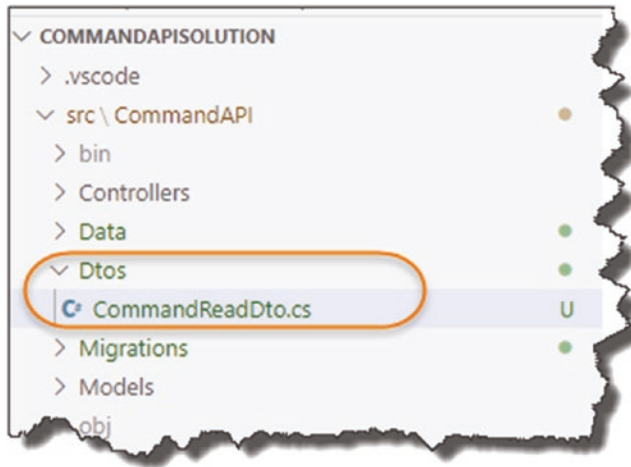 COMMANDAPISOLUTION
.vscode
src \ CommandAPI
bin
Controllers
Data
Dtos
C# CommandReadDto.cs U
Migrations
Models
obj